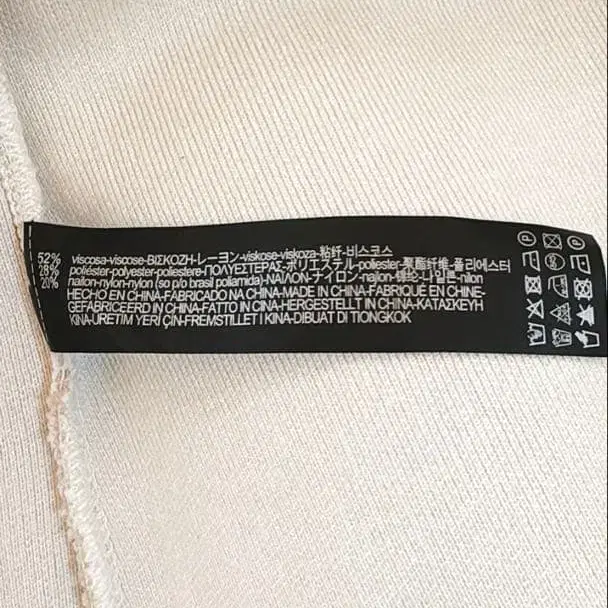 52% viscosa-viscose-ΒΙΣΚΟΖΗ-レーヨン-viskose-viskoza-粘纤-비스코스
28% poliéster-polyester-poliestere-ΠΟΛΥΕΣΤΕΡΑΣ-ポリエステル-poliester-聚酯纤维-폴리에스터
20% nailon-nylon-nylon (so p/o brasil poliamida)-ΝΑΪΛΟΝ-ナイロン-najlon-锦纶-나일론-nilon
HECHO EN CHINA-FABRICADO NA CHINA-MADE IN CHINA-FABRIQUÉ EN CHINE-
GEFABRICEERD IN CHINA-FATTO IN CINA-HERGESTELLT IN CHINA-ΚΑΤΑΣΚΕΥΗ
ΚΙΝΑ-ÜRETIM YERI ÇIN-FREMSTILLET I KINA-DIBUAT DI TIONGKOK
P
P